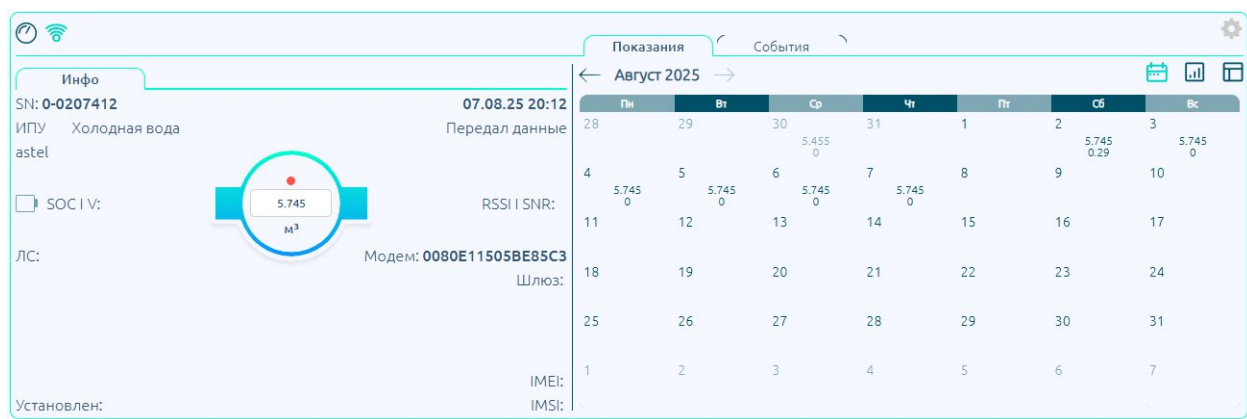 Показания События
Инфо
← Август 2025 →
SN: 0-0207412 07.08.25 20:12
ИПУ Холодная вода Передал данные
astel
SOC I V: 5.745 RSSI I SNR:
м³
ЛС: Модем: 0080E11505BE85C3
Шлюз:
IMEI:
Установлен: IMSI:
Пн Вт Ср Чт Пт Сб Вс
28 29 30 31 1 2 3
5.455 5.745 5.745
0 0.29 0
4 5 6 7 8 9 10
5.745 5.745 5.745 5.745
0 0 0 0
11 12 13 14 15 16 17
18 19 20 21 22 23 24
25 26 27 28 29 30 31
1 2 3 4 5 6 7